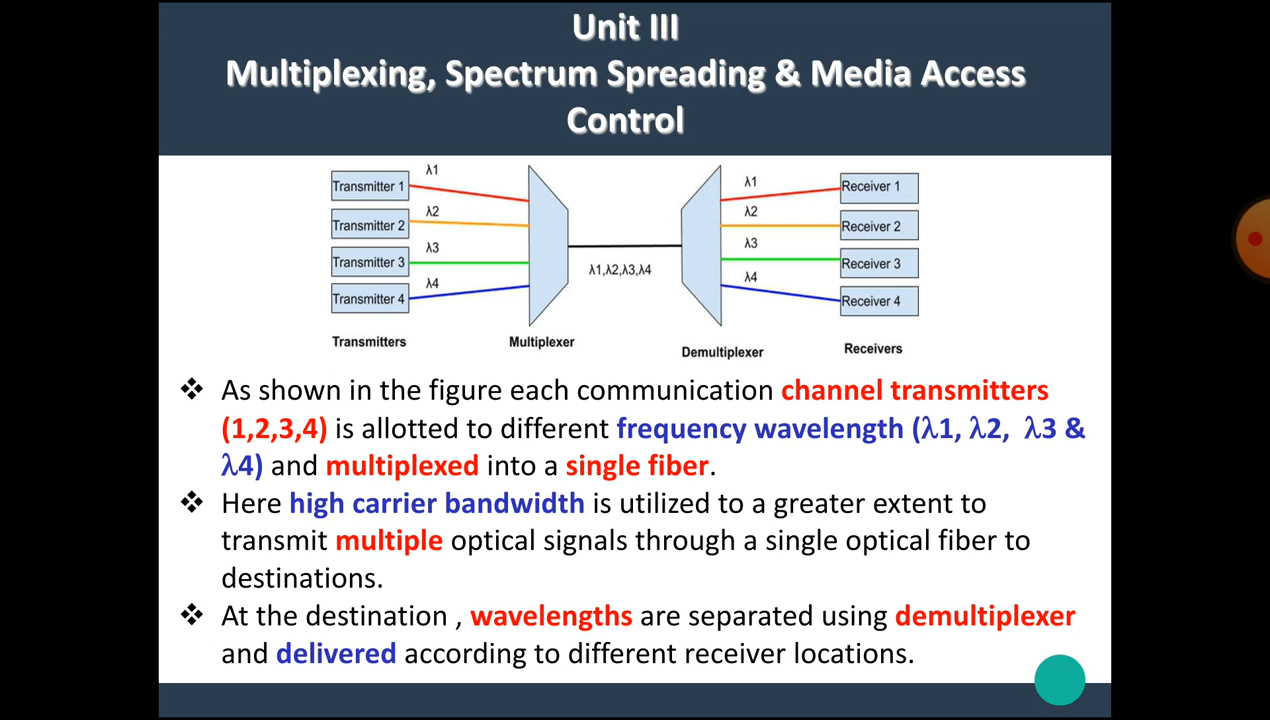 Unit III
Multiplexing, Spectrum Spreading & Media Access
Control
λ1
λ1
Transmitter 1
Receiver 1
λ2
λ2
Transmitter 2
Receiver 2
λ3
λ3
Transmitter 3
Receiver 3
λ1,λ2,λ3,λ4
λ4
λ4
Transmitter 4
Receiver 4
Transmitters
Multiplexer
Demultiplexer
Receivers
❖ As shown in the figure each communication channel transmitters
(1,2,3,4) is allotted to different frequency wavelength (λ1, λ2, λ3 &
λ4) and multiplexed into a single fiber.
❖ Here high carrier bandwidth is utilized to a greater extent to
transmit multiple optical signals through a single optical fiber to
destinations.
❖ At the destination , wavelengths are separated using demultiplexer
and delivered according to different receiver locations.